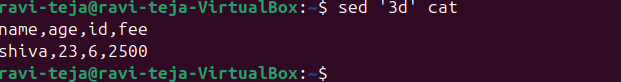 ravi-teja@ravi-teja-VirtualBox:~$ sed '3d' cat
name,age,id,fee
shiva,23,6,2500
ravi-teja@ravi-teja-VirtualBox:~$